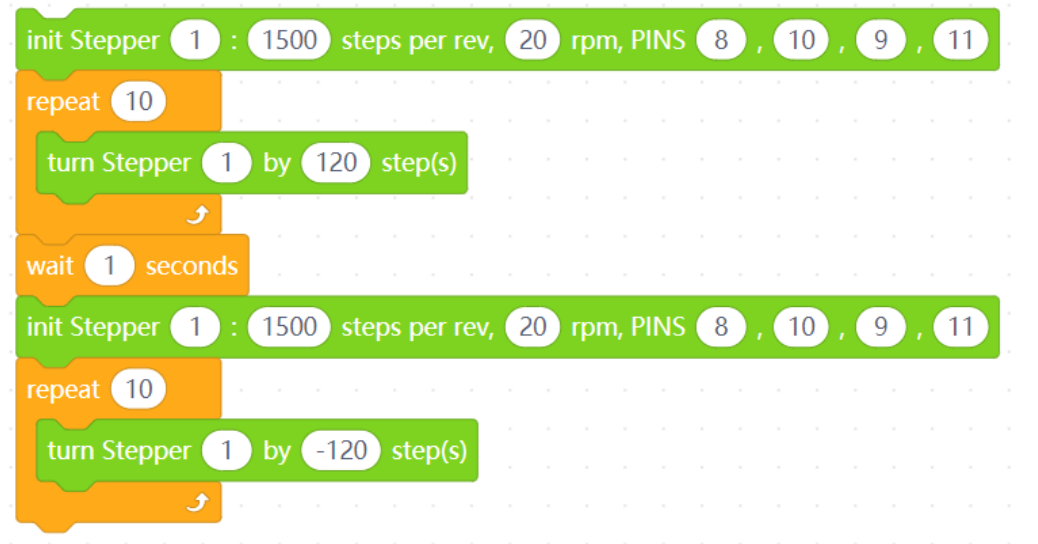 init Stepper 1 : 1500 steps per rev, 20 rpm, PINS 8 , 10 , 9 , 11
repeat 10
turn Stepper 1 by 120 step(s)
wait 1 seconds
init Stepper 1 : 1500 steps per rev, 20 rpm, PINS 8 , 10 , 9 , 11
repeat 10
turn Stepper 1 by -120 step(s)